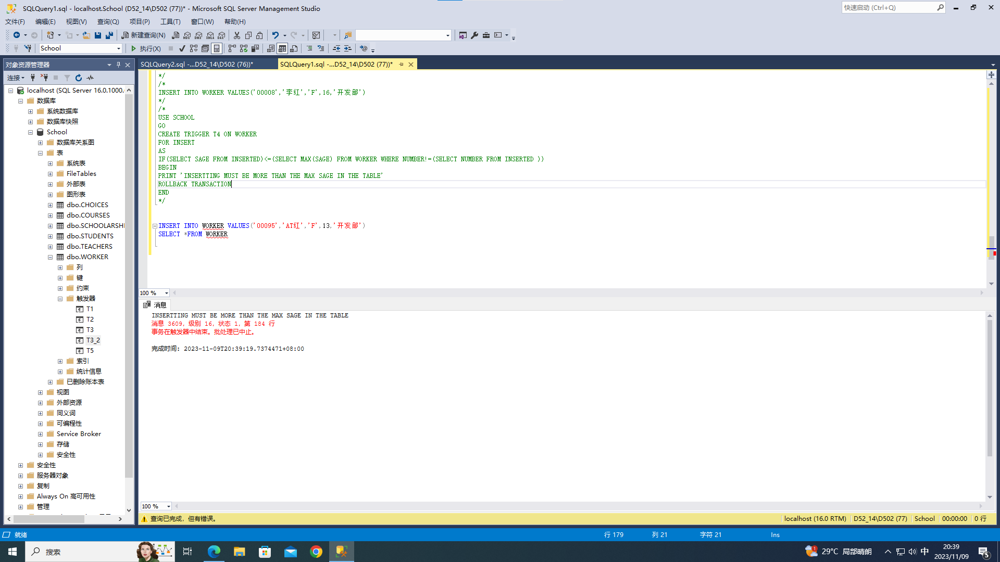 SQLQuery1.sql - localhost.School (D52_14\D502 (77))* - Microsoft SQL Server Management Studio
快速启动 (Ctrl+Q)
文件(F) 编辑(E) 视图(V) 查询(Q) 项目(P) 工具(T) 窗口(W) 帮助(H)
新建查询(N)
MDX DMX XMLA DAX
School
执行(X)
对象资源管理器
SQLQuery2.sql -...D52_14\D502 (76))*
SQLQuery1.sql -...D52_14\D502 (77))*
连接
localhost (SQL Server 16.0.1000.
数据库
系统数据库
数据库快照
School
数据库关系图
表
系统表
FileTables
外部表
图形表
dbo.CHOICES
dbo.COURSES
dbo.SCHOOLARSHI
dbo.STUDENTS
dbo.TEACHERS
dbo.WORKER
列
键
约束
触发器
T1
T2
T3
T3_2
T5
索引
统计信息
已删除账本表
视图
外部资源
同义词
可编程性
Service Broker
存储
安全性
安全性
服务器对象
复制
Always On 高可用性
管理
*/
/*
INSERT INTO WORKER VALUES('00008','李红','F',16,'开发部')
*/
/*
USE SCHOOL
GO
CREATE TRIGGER T4 ON WORKER
FOR INSERT
AS
IF(SELECT SAGE FROM INSERTED)<=(SELECT MAX(SAGE) FROM WORKER WHERE NUMBER!=(SELECT NUMBER FROM INSERTED ))
BEGIN
PRINT 'INSERTTING MUST BE MORE THAN THE MAX SAGE IN THE TABLE'
ROLLBACK TRANSACTION
END
*/
INSERT INTO WORKER VALUES('00095','AT红','F',13,'开发部')
SELECT *FROM WORKER
100 %
消息
INSERTTING MUST BE MORE THAN THE MAX SAGE IN THE TABLE
消息 3609，级别 16，状态 1，第 184 行
事务在触发器中结束。批处理已中止。
完成时间: 2023-11-09T20:39:19.7374471+08:00
100 %
查询已完成，但有错误。
localhost (16.0 RTM) D52_14\D502 (77) School 00:00:00 0 行
就绪
行 179 列 21 字符 21 Ins
搜索
1
29°C 局部晴朗
中
20:39
2023/11/09
5